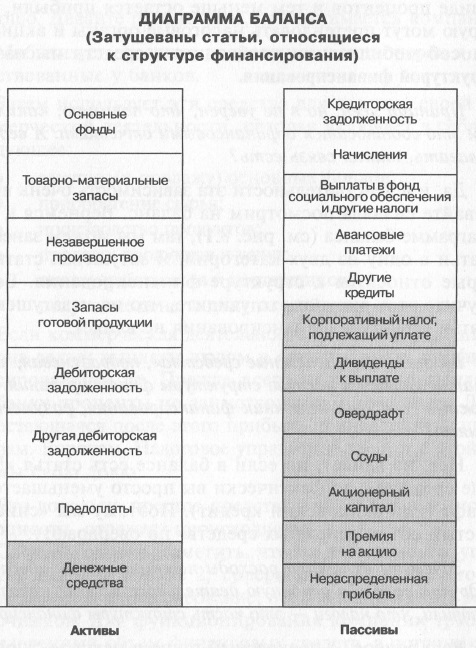 ДИАГРАММА БАЛАНСА
(Затененные статьи, относящиеся
к структуре финансирования)
Основные
фонды
Товарно-материальные
запасы
Незавершенное
производство
Запасы
готовой продукции
Дебиторская
задолженность
Другая дебиторская
задолженность
Предоплаты
Денежные
средства
Активы
Кредиторская
задолженность
Начисления
Выплаты в фонд
социального обеспечения
и другие налоги
Авансовые
платежи
Другие
кредиты
Корпоративный налог,
подлежащий уплате
Дивиденды
к выплате
Овердрафт
Ссуды
Акционерный
капитал
Премия
на акцию
Нераспределенная
прибыль
Пассивы